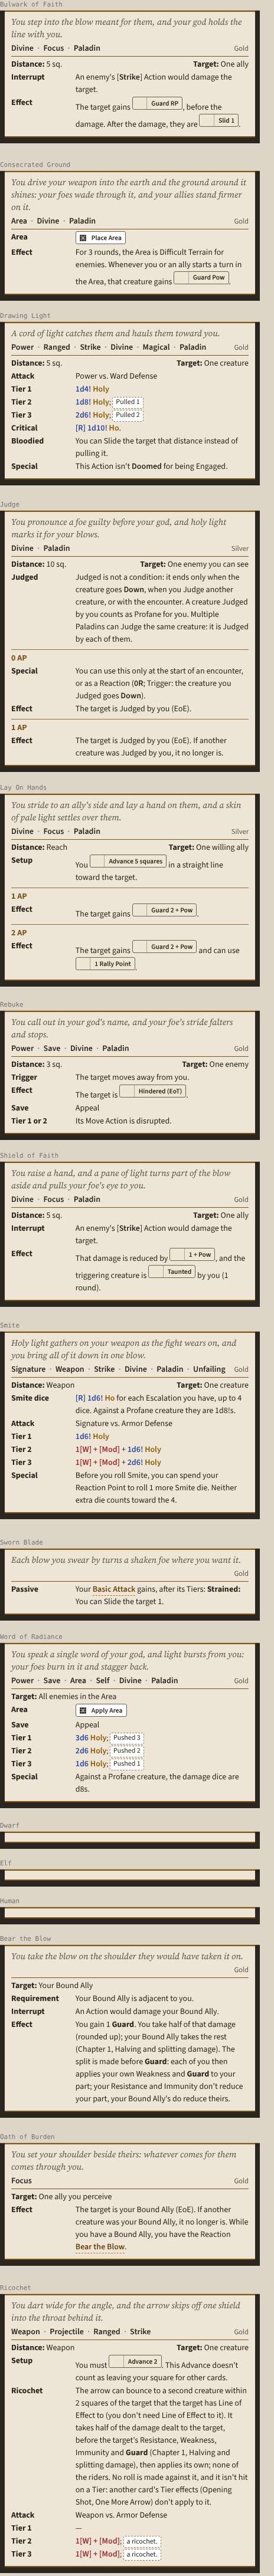 Bulwark of Faith
You step into the blow meant for them, and your god holds the
line with you.
Divine · Focus · Paladin Gold
Distance: 5 sq. Target: One ally
Interrupt An enemy's [Strike] Action would damage the
target.
Effect The target gains Guard RP, before the
damage. After the damage, they are Slid 1.
Consecrated Ground
You drive your weapon into the earth and the ground around it
shines: your foes wade through it, and your allies stand firmer
on it.
Area · Divine · Paladin Gold
Area Place Area
Effect For 3 rounds, the Area is Difficult Terrain for
enemies. Whenever you or an ally starts a turn in
the Area, that creature gains Guard Pow.
Drawing Light
A cord of light catches them and hauls them toward you.
Power · Ranged · Strike · Divine · Magical · Paladin Gold
Distance: 5 sq. Target: One creature
Attack Power vs. Ward Defense
Tier 1 1d4! Holy
Tier 2 1d8! Holy; Pulled 1
Tier 3 2d6! Holy; Pulled 2
Critical [R] 1d10! Ho.
Bloodied You can Slide the target that distance instead of
pulling it.
Special This Action isn't Doomed for being Engaged.
Judge
You pronounce a foe guilty before your god, and holy light
marks it for your blows.
Divine · Paladin Silver
Distance: 10 sq. Target: One enemy you can see
Judged Judged is not a condition: it ends only when the
creature goes Down, when you Judge another
creature, or with the encounter. A creature Judged
by you counts as Profane for you. Multiple
Paladins can Judge the same creature: it is Judged
by each of them.
0 AP
Special You can use this only at the start of an encounter,
or as a Reaction (0R; Trigger: the creature you
Judged goes Down).
Effect The target is Judged by you (EoE).
1 AP
Effect The target is Judged by you (EoE). If another
creature was Judged by you, it no longer is.
Lay On Hands
You stride to an ally's side and lay a hand on them, and a skin
of pale light settles over them.
Divine · Focus · Paladin Silver
Distance: Reach Target: One willing ally
Setup You Advance 5 squares in a straight line
toward the target.
1 AP
Effect The target gains Guard 2 + Pow.
2 AP
Effect The target gains Guard 2 + Pow and can use
1 Rally Point.
Rebuke
You call out in your god's name, and your foe's stride falters
and stops.
Power · Save · Divine · Paladin Gold
Distance: 3 sq. Target: One enemy
Trigger The target moves away from you.
Effect The target is Hindered (EoT).
Save Appeal
Tier 1 or 2 Its Move Action is disrupted.
Shield of Faith
You raise a hand, and a pane of light turns part of the blow
aside and pulls your foe's eye to you.
Divine · Focus · Paladin Gold
Distance: 5 sq. Target: One ally
Interrupt An enemy's [Strike] Action would damage the
target.
Effect That damage is reduced by 1 + Pow, and the
triggering creature is Taunted by you (1
round).
Smite
Holy light gathers on your weapon as the fight wears on, and
you bring all of it down in one blow.
Signature · Weapon · Strike · Divine · Paladin · Unfailing Gold
Distance: Weapon Target: One creature
Smite dice [R] 1d6! Ho for each Escalation you have, up to 4
dice. Against a Profane creature they are 1d8!s.
Attack Signature vs. Armor Defense
Tier 1 1d6! Holy
Tier 2 1[W] + [Mod] + 1d6! Holy
Tier 3 1[W] + [Mod] + 2d6! Holy
Special Before you roll Smite, you can spend your
Reaction Point to roll 1 more Smite die. Neither
extra die counts toward the 4.
Sworn Blade
Each blow you swear by turns a shaken foe where you want it.
Gold
Passive Your Basic Attack gains, after its Tiers: Strained:
You can Slide the target 1.
Word of Radiance
You speak a single word of your god, and light bursts from you:
your foes burn in it and stagger back.
Power · Save · Area · Self · Divine · Paladin Gold
Target: All enemies in the Area
Area Apply Area
Save Appeal
Tier 1 3d6 Holy; Pushed 3
Tier 2 2d6 Holy; Pushed 2
Tier 3 1d6 Holy; Pushed 1
Special Against a Profane creature, the damage dice are
d8s.
Dwarf
Elf
Human
Bear the Blow
You take the blow on the shoulder they would have taken it on.
Gold
Target: Your Bound Ally
Requirement Your Bound Ally is adjacent to you.
Interrupt An Action would damage your Bound Ally.
Effect You gain 1 Guard. You take half of that damage
(rounded up); your Bound Ally takes the rest
(Chapter 1, Halving and splitting damage). The
split is made before Guard: each of you then
applies your own Weakness and Guard to your
part; your Resistance and Immunity don't reduce
your part, your Bound Ally's do reduce theirs.
Oath of Burden
You set your shoulder beside theirs: whatever comes for them
comes through you.
Focus Gold
Target: One ally you perceive
Effect The target is your Bound Ally (EoE). If another
creature was your Bound Ally, it no longer is. While
you have a Bound Ally, you have the Reaction
Bear the Blow.
Ricochet
You dart wide for the angle, and the arrow skips off one shield
into the throat behind it.
Weapon · Projectile · Ranged · Strike Gold
Distance: Weapon Target: One creature
Setup You must Advance 2. This Advance doesn't
count as leaving your square for other cards.
Ricochet The arrow can bounce to a second creature within
2 squares of the target that the target has Line of
Effect to (you don't need Line of Effect to it). It
takes half of the damage dealt to the target,
before the target's Resistance, Weakness,
Immunity and Guard (Chapter 1, Halving and
splitting damage), then applies its own; none of
the riders. No roll is made against it, and it isn't hit
on a Tier: another card's Tier effects (Opening
Shot, One More Arrow) don't apply to it.
Attack Weapon vs. Armor Defense
Tier 1 —
Tier 2 1[W] + [Mod]; a ricochet.
Tier 3 1[W] + [Mod]; a ricochet.